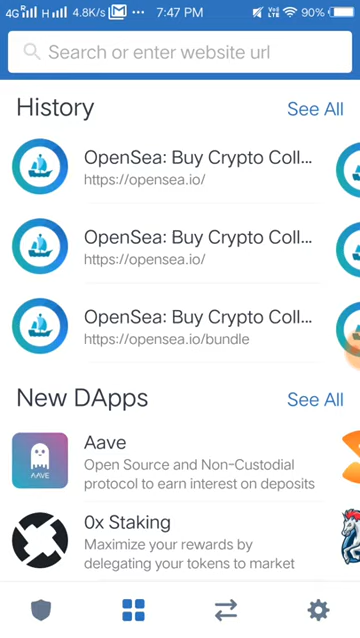 4G R H 4.8K/s M ••• 7:47 PM VoD LTE 90%
Search or enter website url
History See All
OpenSea: Buy Crypto Coll...
https://opensea.io/
OpenSea: Buy Crypto Coll...
https://opensea.io/
OpenSea: Buy Crypto Coll...
https://opensea.io/bundle
New DApps See All
Aave
Open Source and Non-Custodial
protocol to earn interest on deposits
AAVE
0x Staking
Maximize your rewards by
delegating your tokens to market